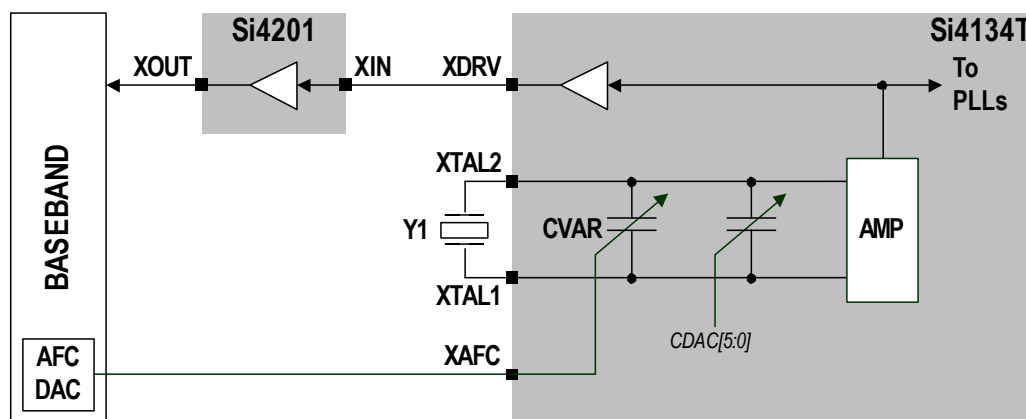 Si4201
Si4134T
XOUT
XIN
XDRV
To
PLLs
BASEBAND
XTAL2
Y1
CVAR
AMP
XTAL1
CDAC[5:0]
XAFC
AFC
DAC